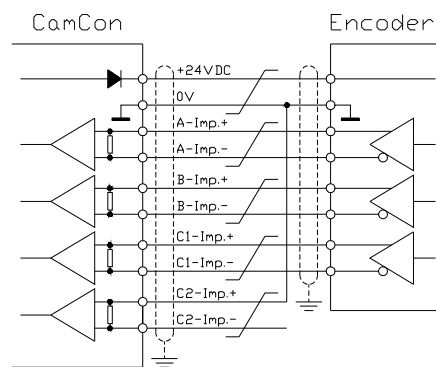 CamCon
Encoder
+24VDC
0V
A-Imp.+
A-Imp.-
B-Imp.+
B-Imp.-
C1-Imp.+
C1-Imp.-
C2-Imp.+
C2-Imp.-